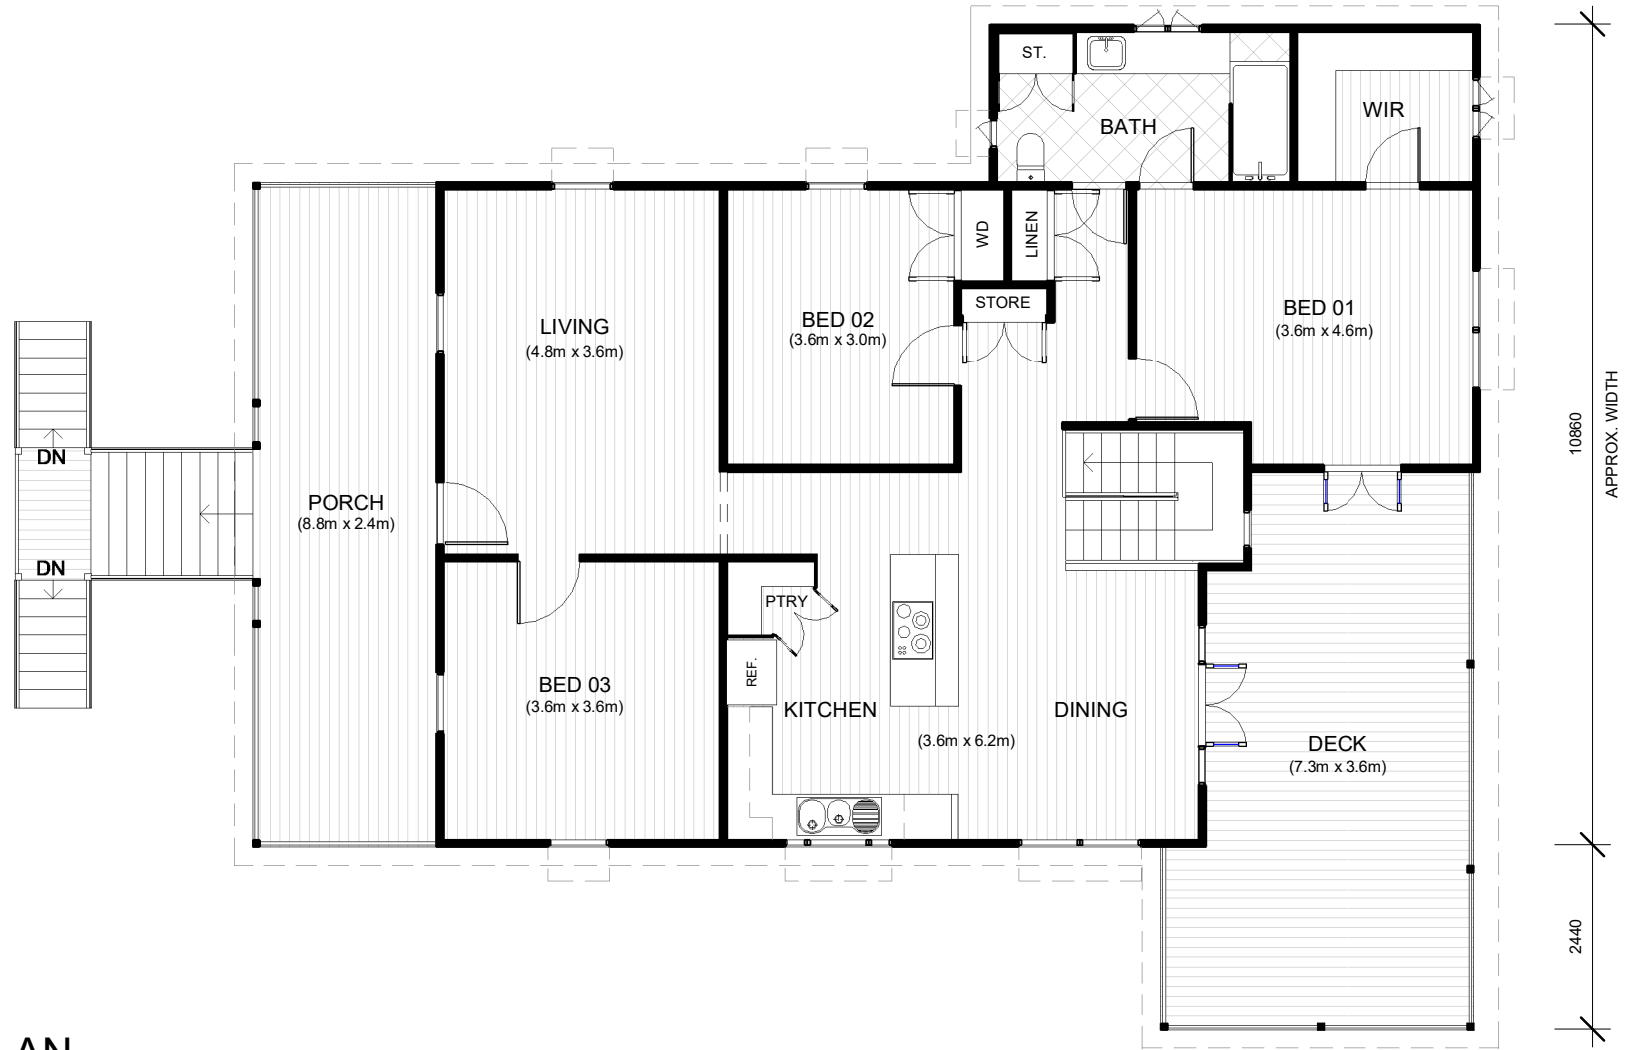 ST.
BATH
WIR
WD
LINEN
STORE
LIVING
(4.8m x 3.6m)
BED 02
(3.6m x 3.0m)
BED 01
(3.6m x 4.6m)
DN
PORCH
(8.8m x 2.4m)
DN
PTRY
REF.
BED 03
(3.6m x 3.6m)
KITCHEN
DINING
(3.6m x 6.2m)
DECK
(7.3m x 3.6m)
10860
APPROX. WIDTH
2440
AN